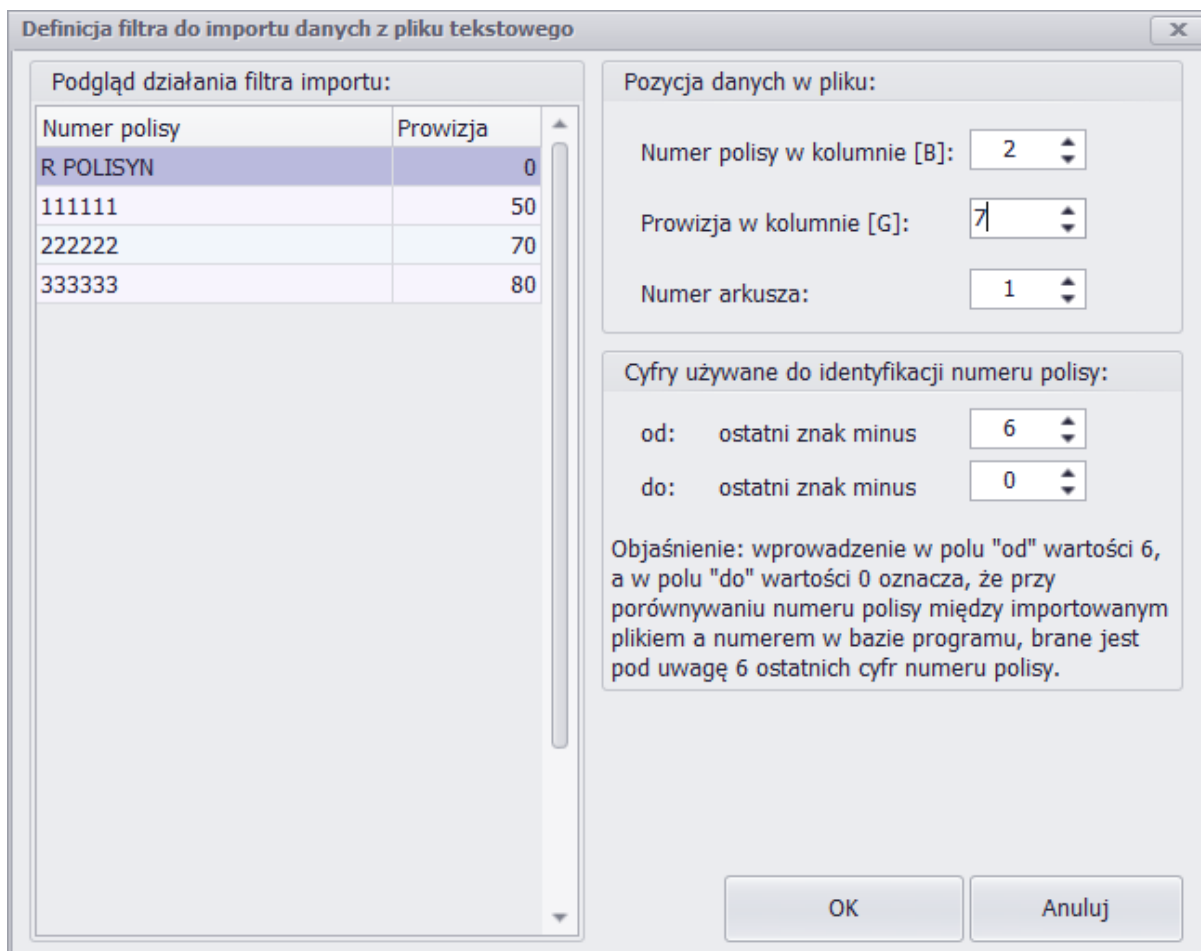 Definicja filtra do importu danych z pliku tekstowego
Podgląd działania filtra importu:
Numer polisy Prowizja
R POLISYN 0
111111 50
222222 70
333333 80
Pozycja danych w pliku:
Numer polisy w kolumnie [B]: 2
Prowizja w kolumnie [G]: 7
Numer arkusza: 1
Cyfry używane do identyfikacji numeru polisy:
od: ostatni znak minus 6
do: ostatni znak minus 0
Objaśnienie: wprowadzenie w polu "od" wartości 6,
a w polu "do" wartości 0 oznacza, że przy
porównywaniu numeru polisy między importowanym
plikiem a numerem w bazie programu, brane jest
pod uwagę 6 ostatnich cyfr numeru polisy.
OK Anuluj